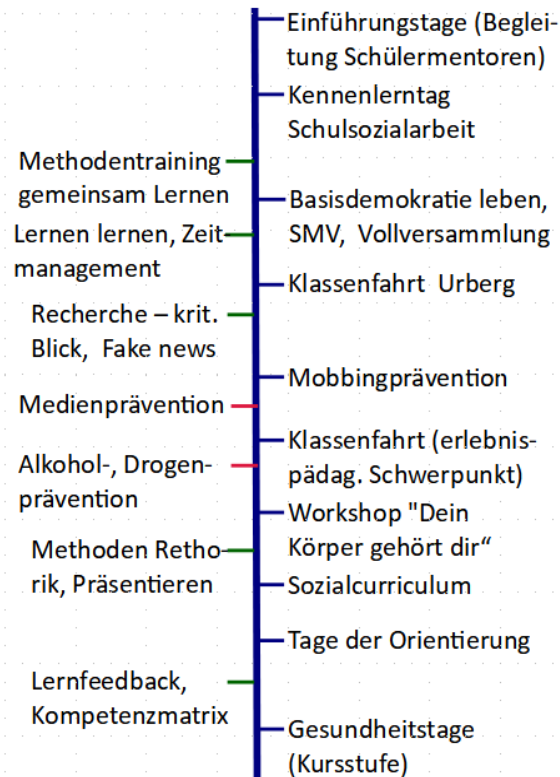 Einführungstage (Beglei-
tung Schülermentoren)
Kennenlerntag
Schulsozialarbeit
Methodentraining
gemeinsam Lernen
Basisdemokratie leben,
SMV, Vollversammlung
Lernen lernen, Zeit-
management
Klassenfahrt Urberg
Recherche – krit.
Blick, Fake news
Mobbingprävention
Medienprävention
Klassenfahrt (erlebnis-
pädag. Schwerpunkt)
Alkohol-, Drogen-
prävention
Workshop "Dein
Körper gehört dir“
Methoden Retho-
rik, Präsentieren
Sozialcurriculum
Tage der Orientierung
Lernfeedback,
Kompetenzmatrix
Gesundheitstage
(Kursstufe)